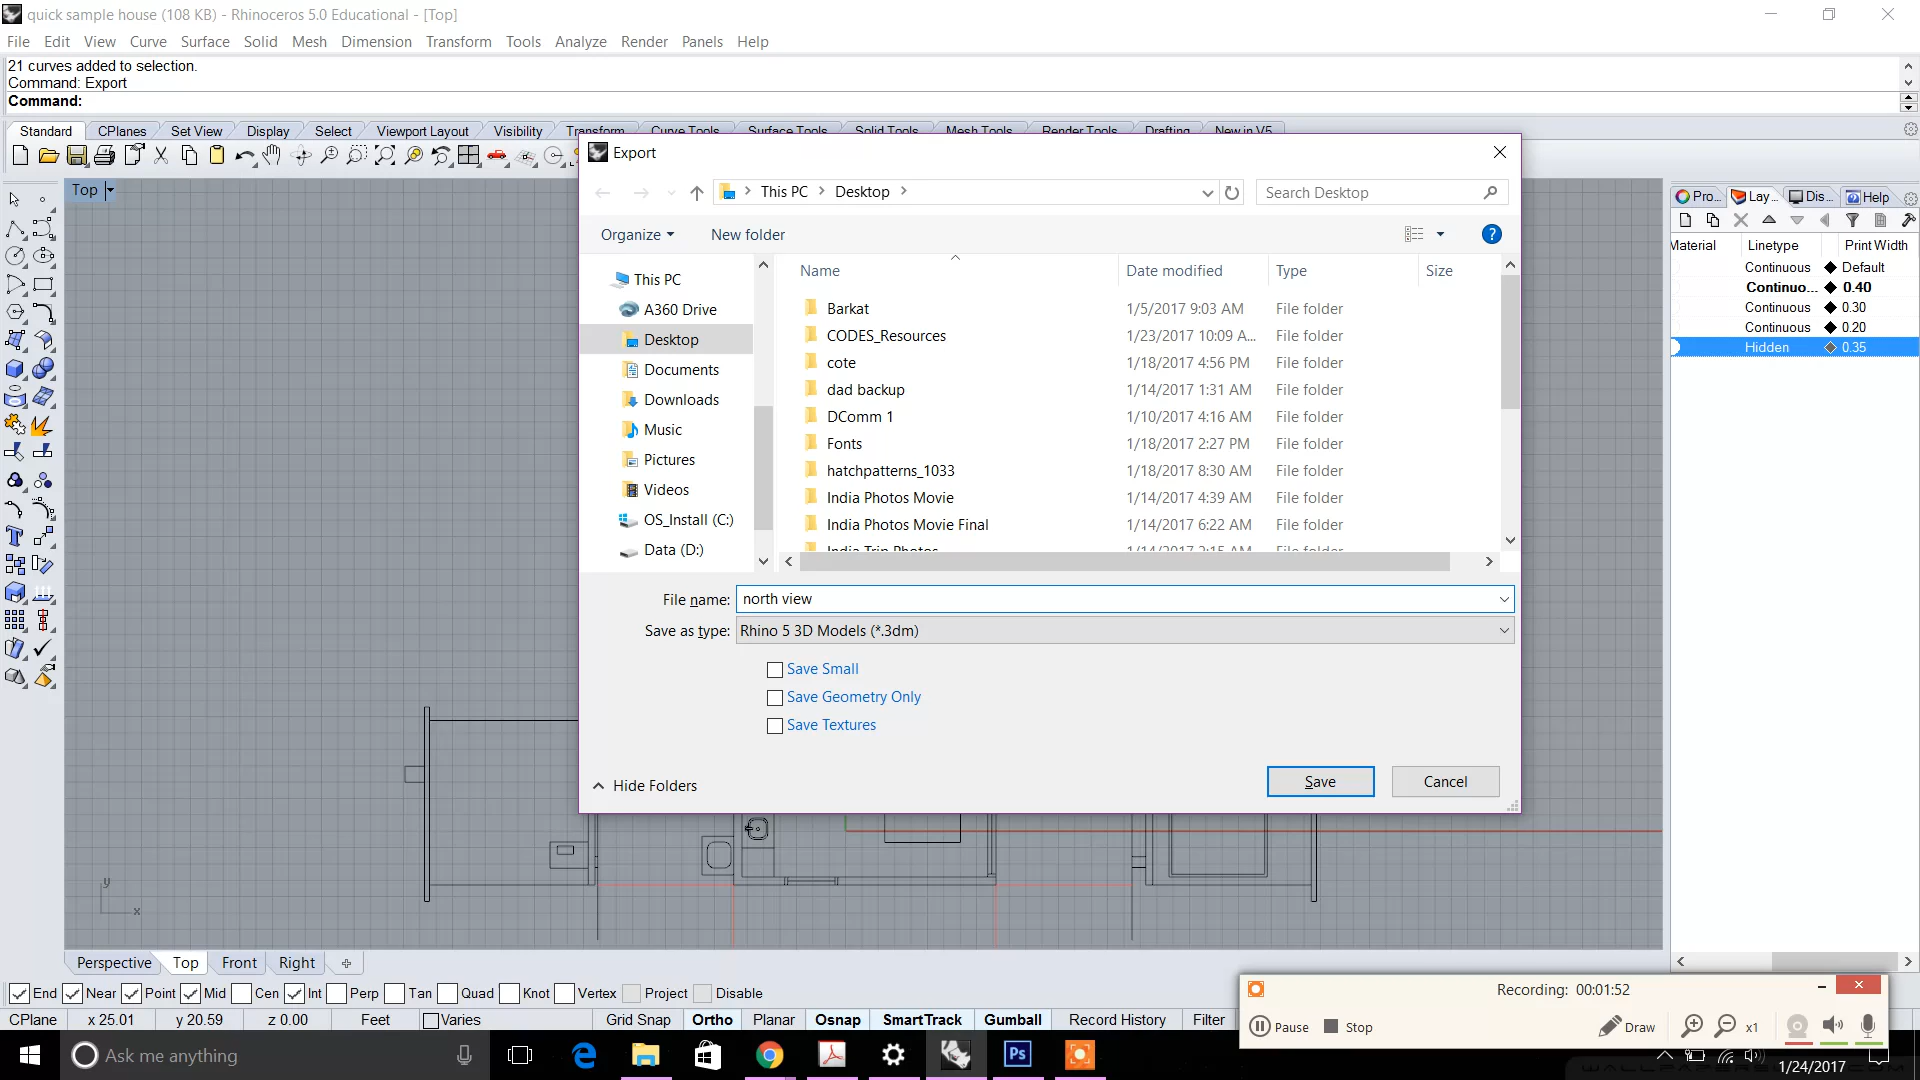 quick sample house (108 KB) - Rhinoceros 5.0 Educational - [Top]
File Edit View Curve Surface Solid Mesh Dimension Transform Tools Analyze Render Panels Help
21 curves added to selection.
Command: Export
Command:
Standard CPlanes Set View Display Select Viewport Layout Visibility Transform Curve Tools Surface Tools Solid Tools Mesh Tools Render Tools Drafting New in V5
Export
Top
This PC Desktop
Search Desktop
Pro... Lay... Dis... Help
Organize New folder
Material Linetype Print Width
Continuous Default
Continuo... 0.40
Continuous 0.30
Continuous 0.20
Hidden 0.35
Name Date modified Type Size
This PC
A360 Drive
Desktop
Documents
Downloads
Music
Pictures
Videos
OS_Install (C:)
Data (D:)
Barkat 1/5/2017 9:03 AM File folder
CODES_Resources 1/23/2017 10:09 A... File folder
cote 1/18/2017 4:56 PM File folder
dad backup 1/14/2017 1:31 AM File folder
DComm 1 1/10/2017 4:16 AM File folder
Fonts 1/18/2017 2:27 PM File folder
hatchpatterns_1033 1/18/2017 8:30 AM File folder
India Photos Movie 1/14/2017 4:39 AM File folder
India Photos Movie Final 1/14/2017 6:22 AM File folder
India Trip Photos 1/14/2017 2:15 AM File folder
File name: north view
Save as type: Rhino 5 3D Models (*.3dm)
Save Small
Save Geometry Only
Save Textures
Hide Folders
Save Cancel
y
x
Perspective Top Front Right
End Near Point Mid Cen Int Perp Tan Quad Knot Vertex Project Disable
CPlane x 25.01 y 20.59 z 0.00 Feet Varies Grid Snap Ortho Planar Osnap SmartTrack Gumball Record History Filter
Recording: 00:01:52
Pause Stop Draw x1
Ask me anything
Ps
1/24/2017